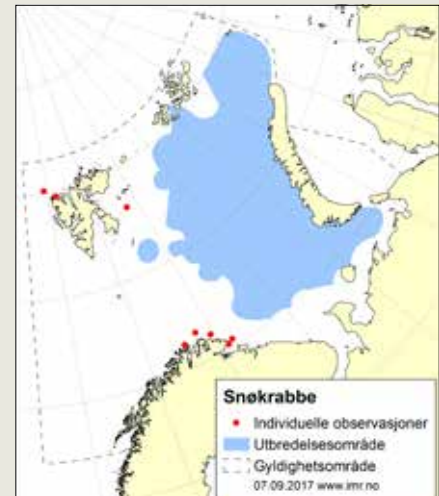 Snøkrabbe
Individuelle observasjoner
Utbredelsesområde
Gyldighetsområde
07.09.2017 www.imr.no